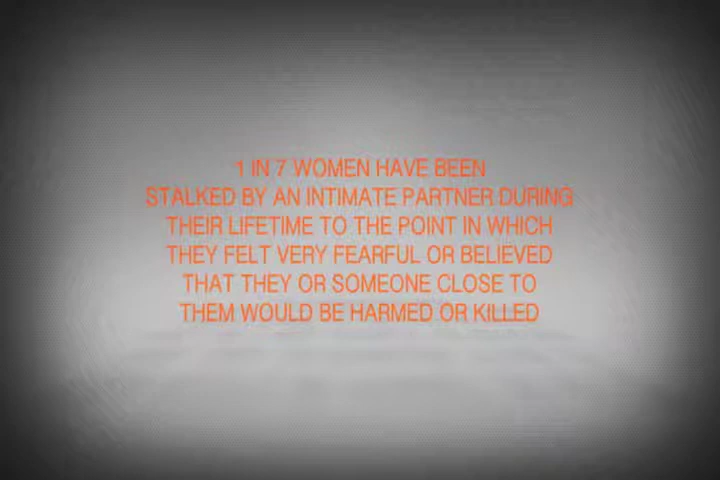 1 IN 7 WOMEN HAVE BEEN
STALKED BY AN INTIMATE PARTNER DURING
THEIR LIFETIME TO THE POINT IN WHICH
THEY FELT VERY FEARFUL OR BELIEVED
THAT THEY OR SOMEONE CLOSE TO
THEM WOULD BE HARMED OR KILLED